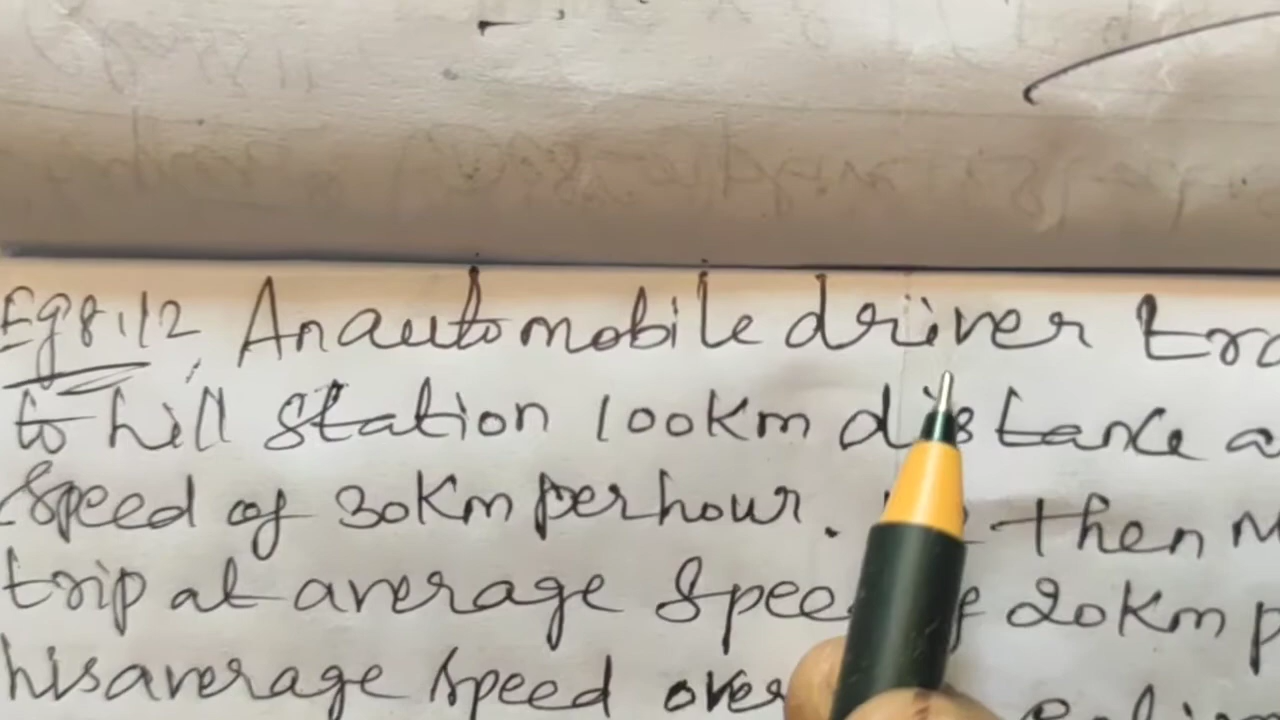 Eg 8.12. An automobile driver
to hill station 100km distance
Speed of 30Km per hour. then
trip at average Speed of 20Km
his average speed over